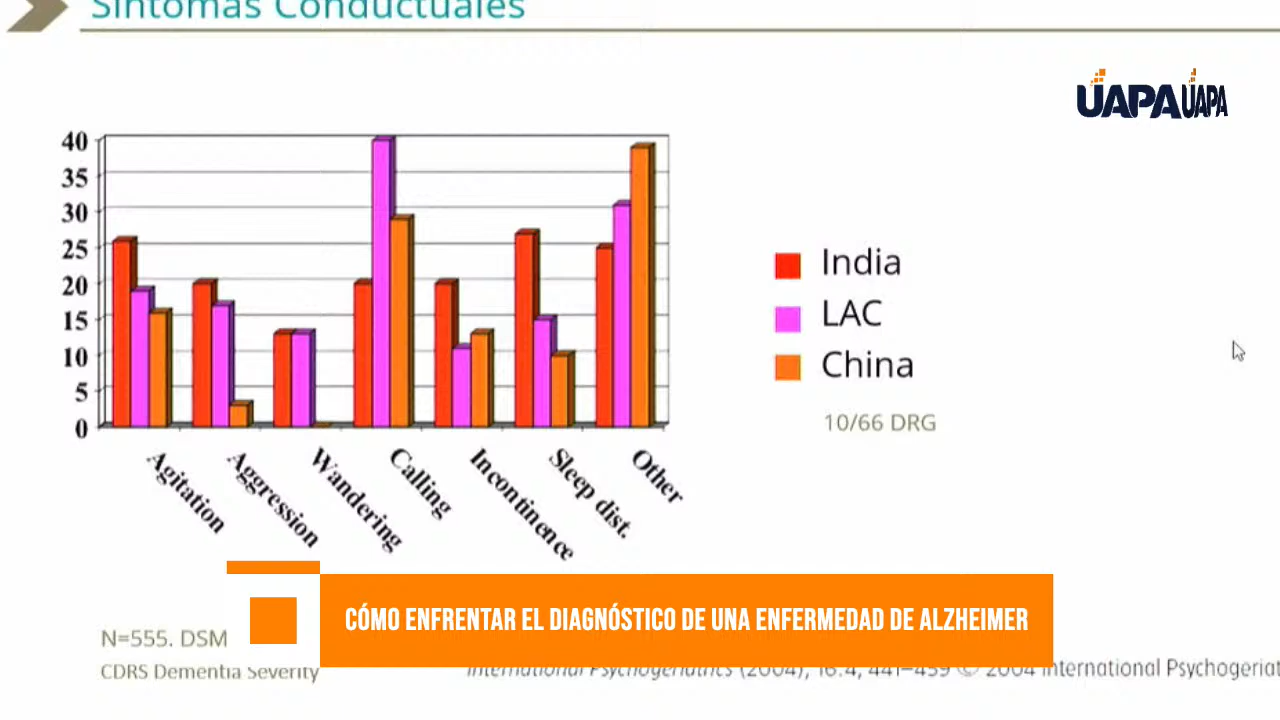 Síntomas Conductuales
UAPA UAPA
40
35
30
25
20
15
10
5
0
Agitation
Aggression
Wandering
Calling
Incontinence
Sleep dist.
Other
India
LAC
China
10/66 DRG
CÓMO ENFRENTAR EL DIAGNÓSTICO DE UNA ENFERMEDAD DE ALZHEIMER
N=555. DSM
CDRS Dementia Severity
International Psychogeriatrics (2004), 16:4, 441–459 © 2004 International Psychogeriat